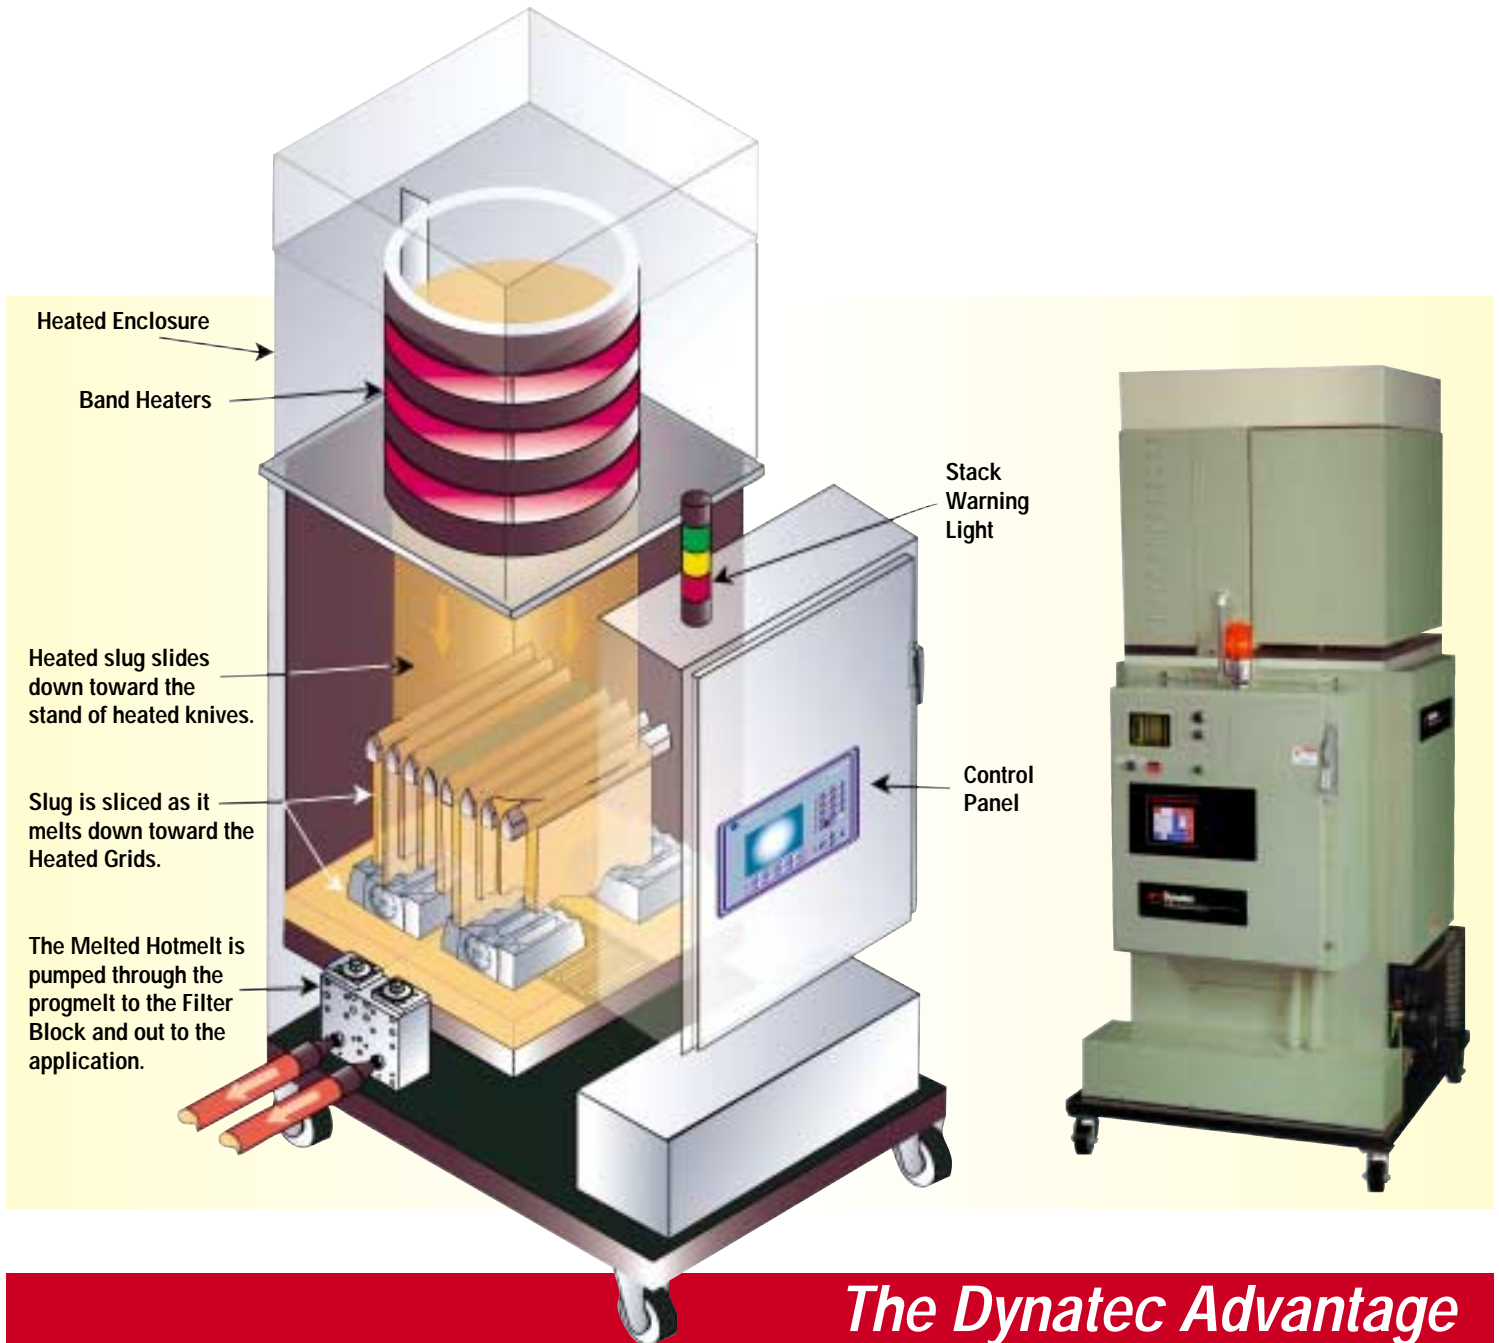 Heated Enclosure
Band Heaters
Stack
Warning
Light
Heated slug slides
down toward the
stand of heated knives.
Control
Panel
Slug is sliced as it
melts down toward the
Heated Grids.
The Melted Hotmelt is
pumped through the
progmelt to the Filter
Block and out to the
application.
The Dynatec Advantage